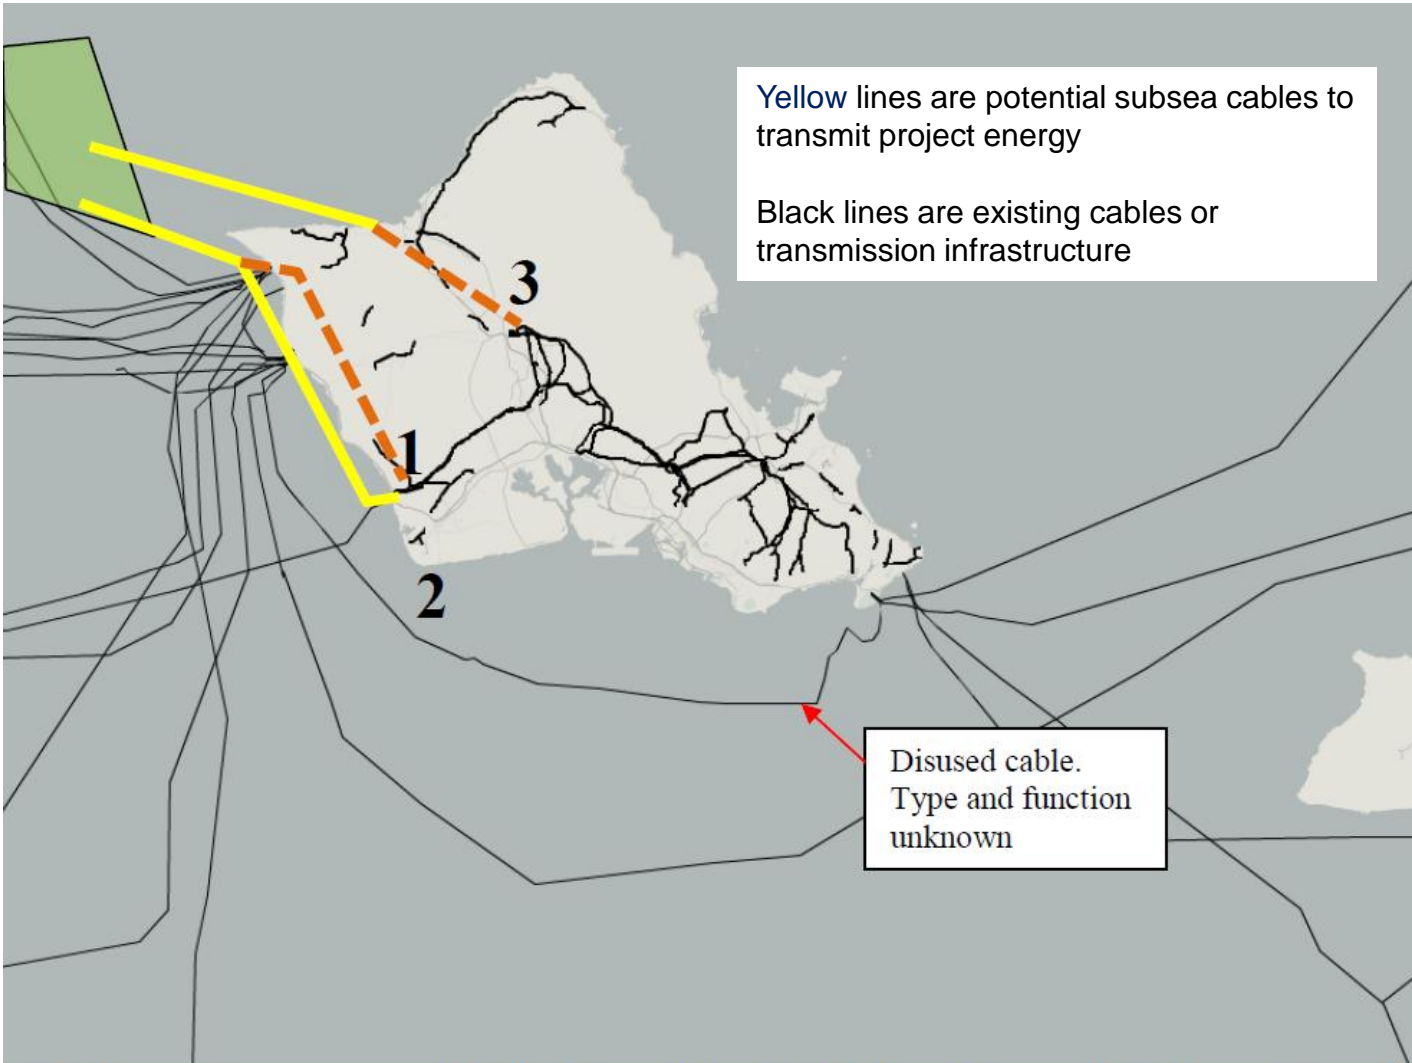 Yellow lines are potential subsea cables to
transmit project energy
Black lines are existing cables or
transmission infrastructure
3
1
2
Disused cable.
Type and function
unknown